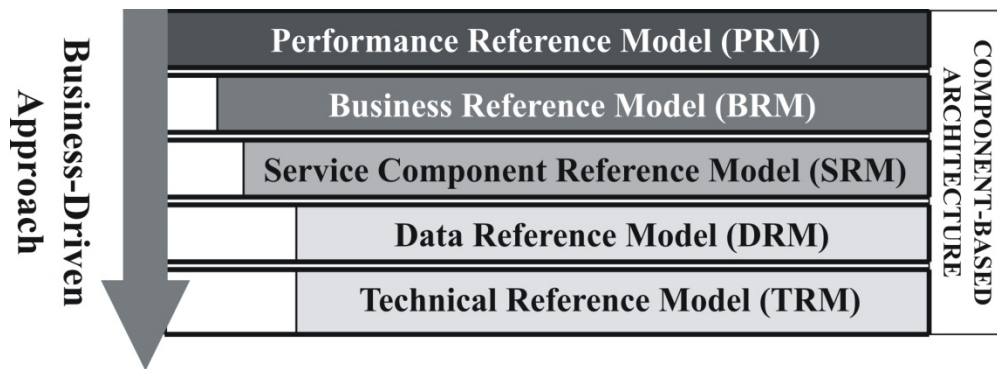 Business-Driven
Approach
Performance Reference Model (PRM)
Business Reference Model (BRM)
Service Component Reference Model (SRM)
Data Reference Model (DRM)
Technical Reference Model (TRM)
COMPONENT-BASED
ARCHITECTURE